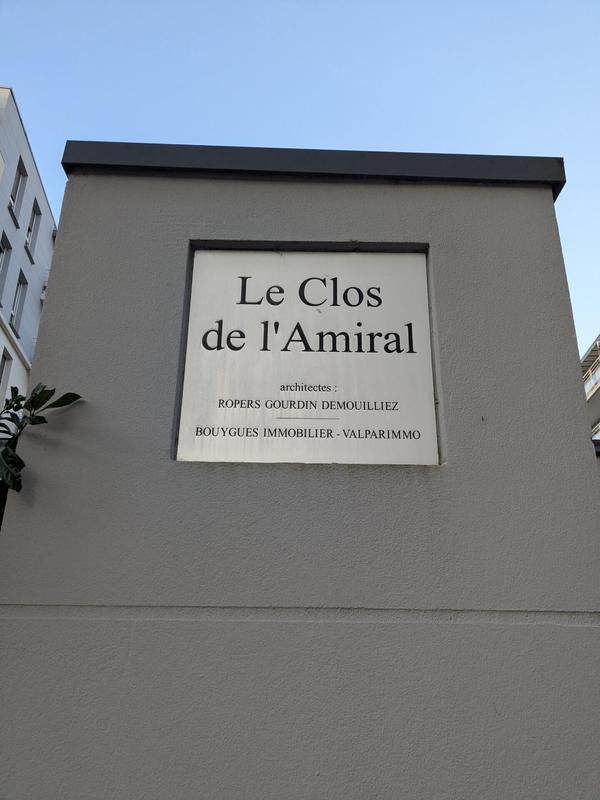 Le Clos
de l'Amiral
architectes :
ROPERS GOURDIN DEMOUILLIEZ
BOUYGUES IMMOBILIER - VALPARIMMO